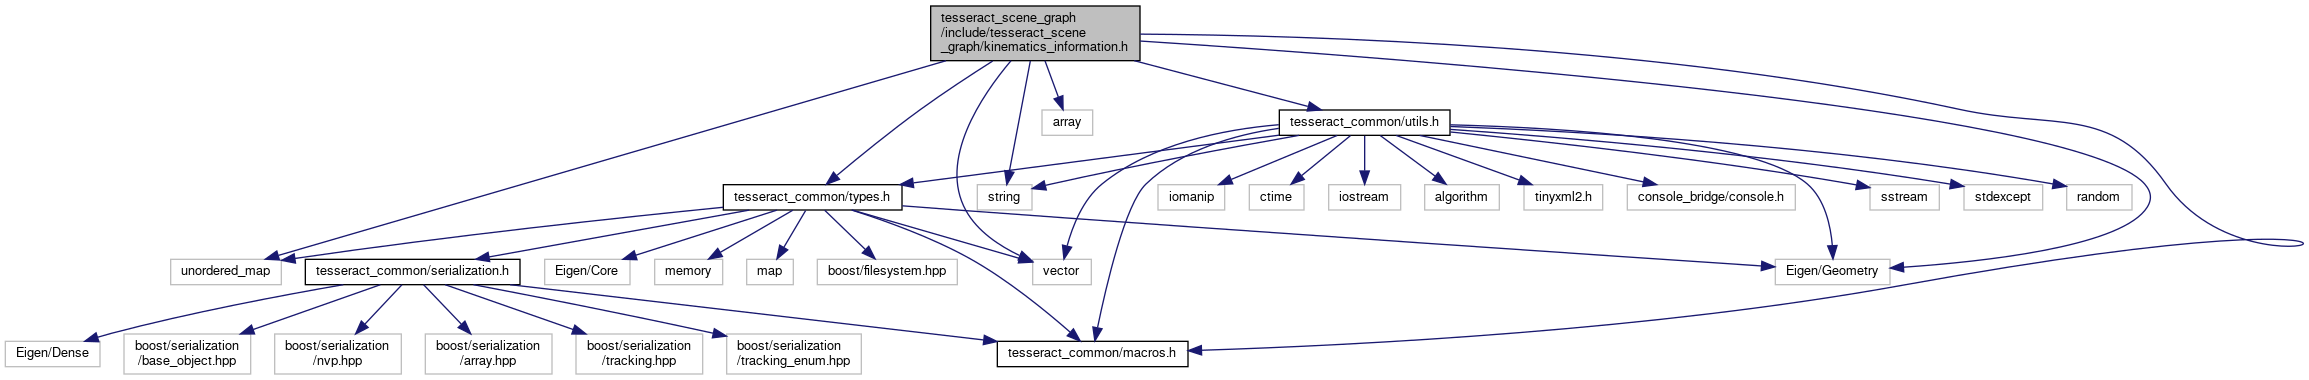 tesseract_scene_graph
/include/tesseract_scene
_graph/kinematics_information.h
array
tesseract_common/utils.h
tesseract_common/types.h
string
iomanip
ctime
iostream
algorithm
tinyxml2.h
console_bridge/console.h
sstream
stdexcept
random
unordered_map
tesseract_common/serialization.h
Eigen/Core
memory
map
boost/filesystem.hpp
vector
Eigen/Geometry
Eigen/Dense
boost/serialization
/base_object.hpp
boost/serialization
/nvp.hpp
boost/serialization
/array.hpp
boost/serialization
/tracking.hpp
boost/serialization
/tracking_enum.hpp
tesseract_common/macros.h